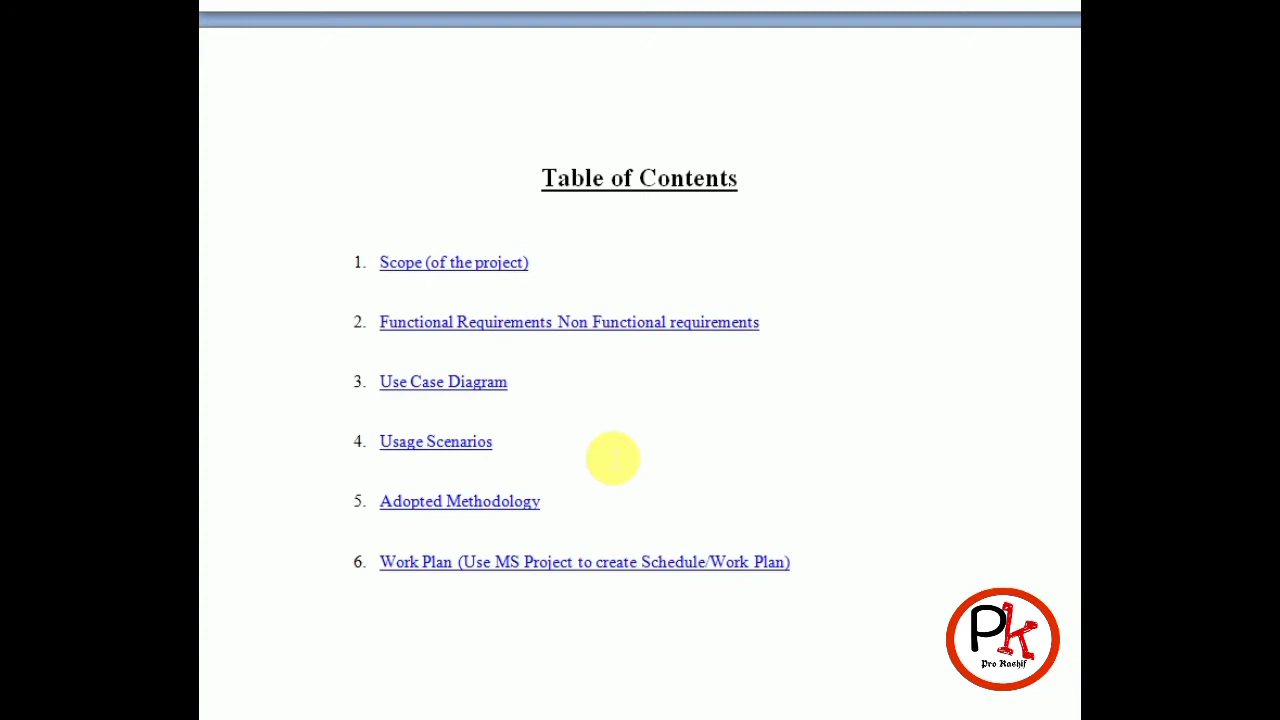 Table of Contents
1. Scope (of the project)
2. Functional Requirements Non Functional requirements
3. Use Case Diagram
4. Usage Scenarios
5. Adopted Methodology
6. Work Plan (Use MS Project to create Schedule/Work Plan)
Pk
Pro Kashif